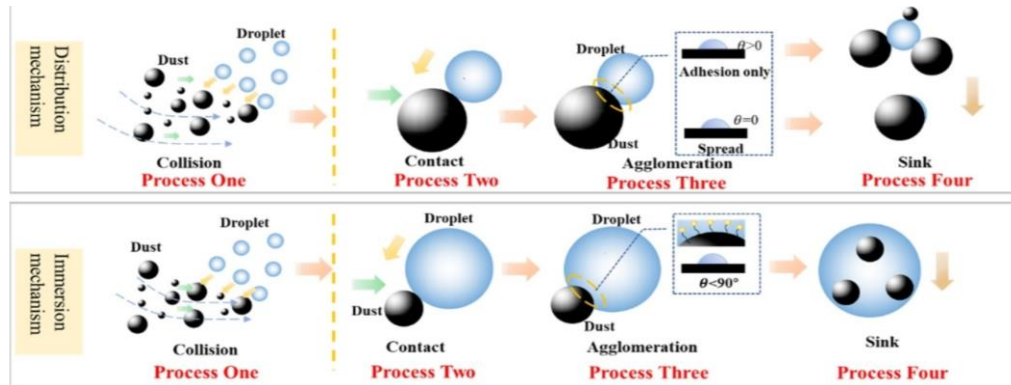 Distribution
mechanism
Dust
Droplet
Collision
Process One
Contact
Process Two
Droplet
Dust
θ>0
Adhesion only
θ=0
Spread
Agglomeration
Process Three
Sink
Process Four
Immersion
mechanism
Dust
Droplet
Collision
Process One
Droplet
Dust
Contact
Process Two
Droplet
Dust
θ<90°
Agglomeration
Process Three
Sink
Process Four